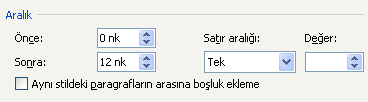 Aralık
Önce: 0 nk Satır aralığı: Değer:
Sonra: 12 nk Tek
Aynı stildeki paragrafların arasına boşluk ekleme